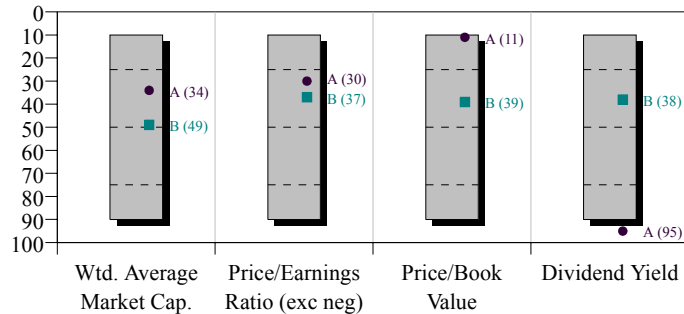 0
10
20
30
40
50
60
70
80
90
100
A (34)
B (49)
A (30)
B (37)
A (11)
B (39)
B (38)
A (95)
Wtd. Average
Market Cap.
Price/Earnings
Ratio (exc neg)
Price/Book
Value
Dividend Yield